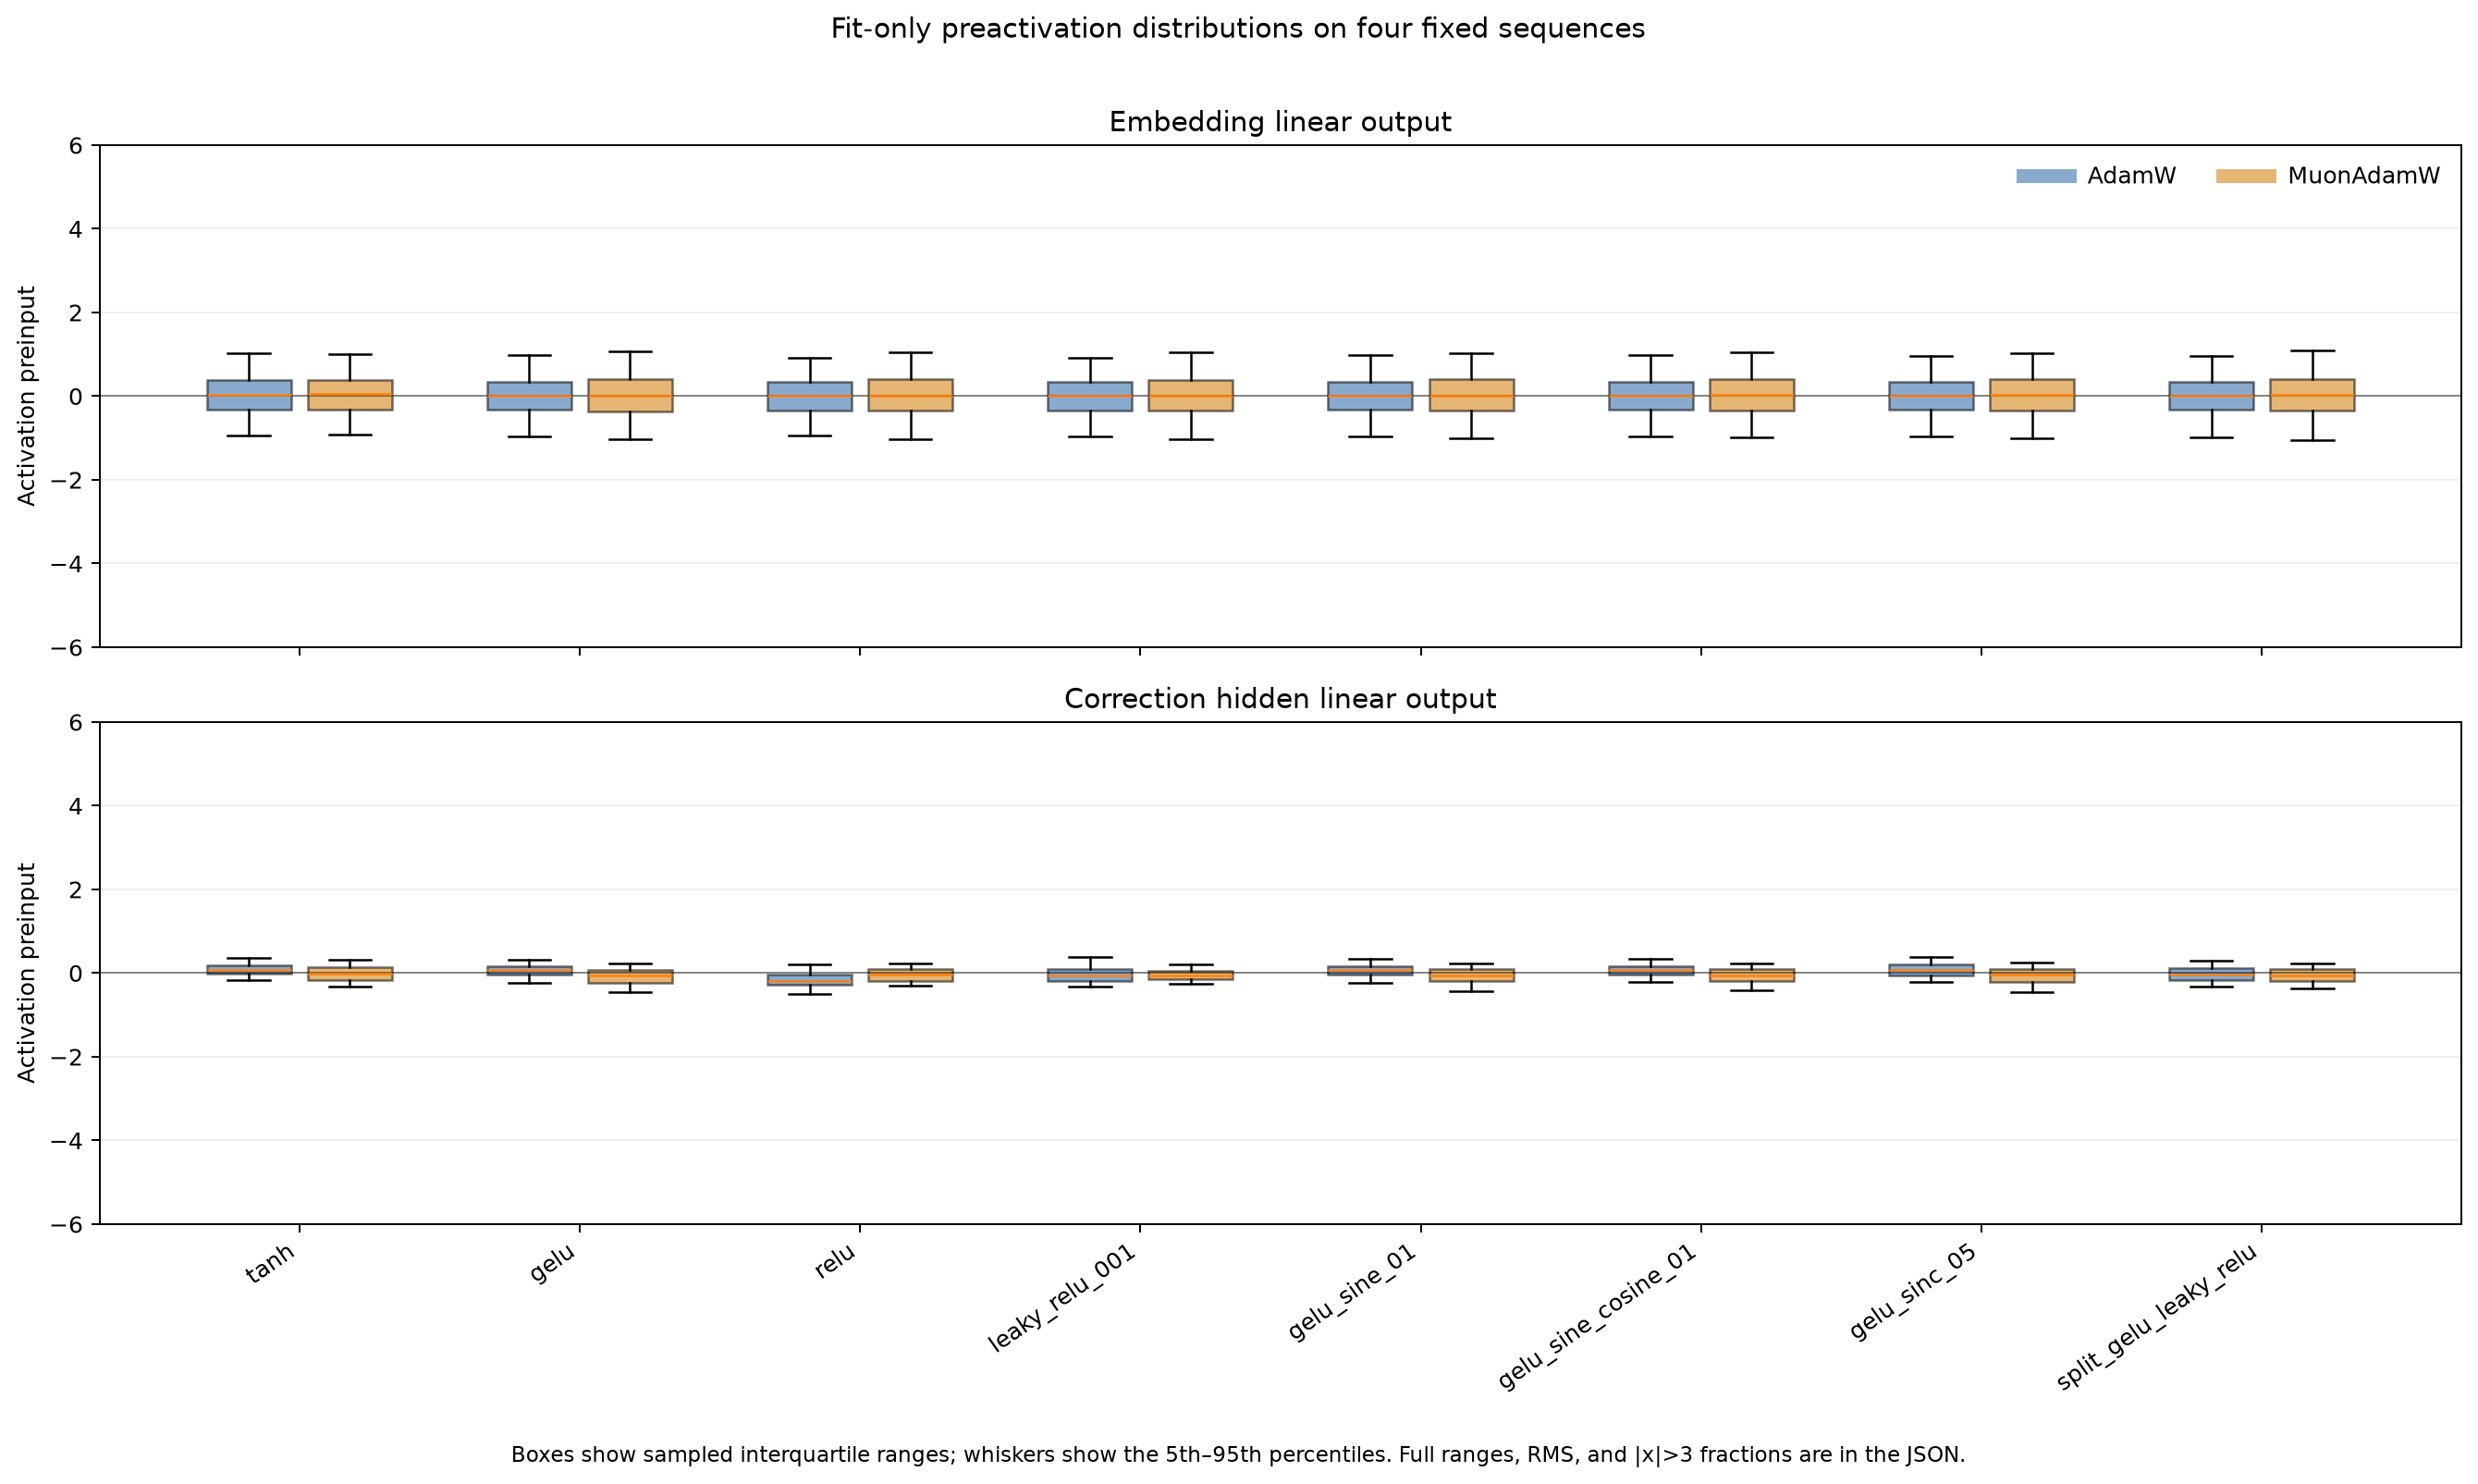 Fit-only preactivation distributions on four fixed sequences
Embedding linear output
AdamW MuonAdamW
Activation preinput
6
4
2
0
−2
−4
−6
Correction hidden linear output
Activation preinput
6
4
2
0
−2
−4
−6
tanh
gelu
relu
leaky_relu_001
gelu_sine_01
gelu_sine_cosine_01
gelu_sinc_05
split_gelu_leaky_relu
Boxes show sampled interquartile ranges; whiskers show the 5th–95th percentiles. Full ranges, RMS, and |x|>3 fractions are in the JSON.